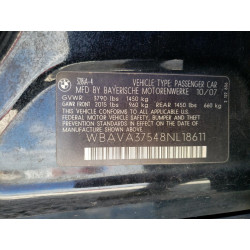 VEHICLE TYPE PASSENGER CAR
MFD BY BAYERISCHE MOTORENWERKE 10/07
GVWR 3790 lbs 1450 kg
GAWR FRONT 2015 lbs 960 kg REAR 1450 lbs 660 kg
THIS VEHICLE CONFORMS TO ALL APPLICABLE
FEDERAL MOTOR VEHICLE SAFETY,
BUMPER, AND THEFT PREVENTION STANDARDS
IN EFFECT ON THE DATE OF MANUFACTURE SHOWN ABOVE.
WBAVA37548NL18611